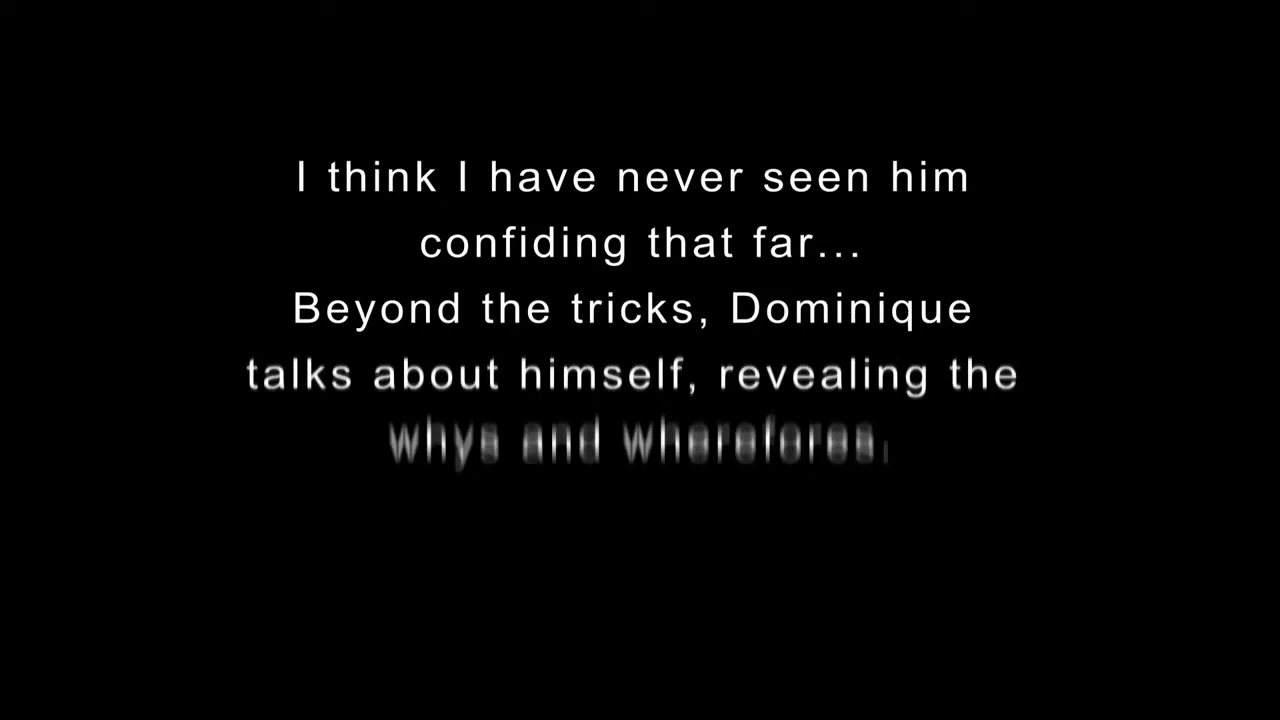 I think I have never seen him
confiding that far...
Beyond the tricks, Dominique
talks about himself, revealing the
whys and wherefores.